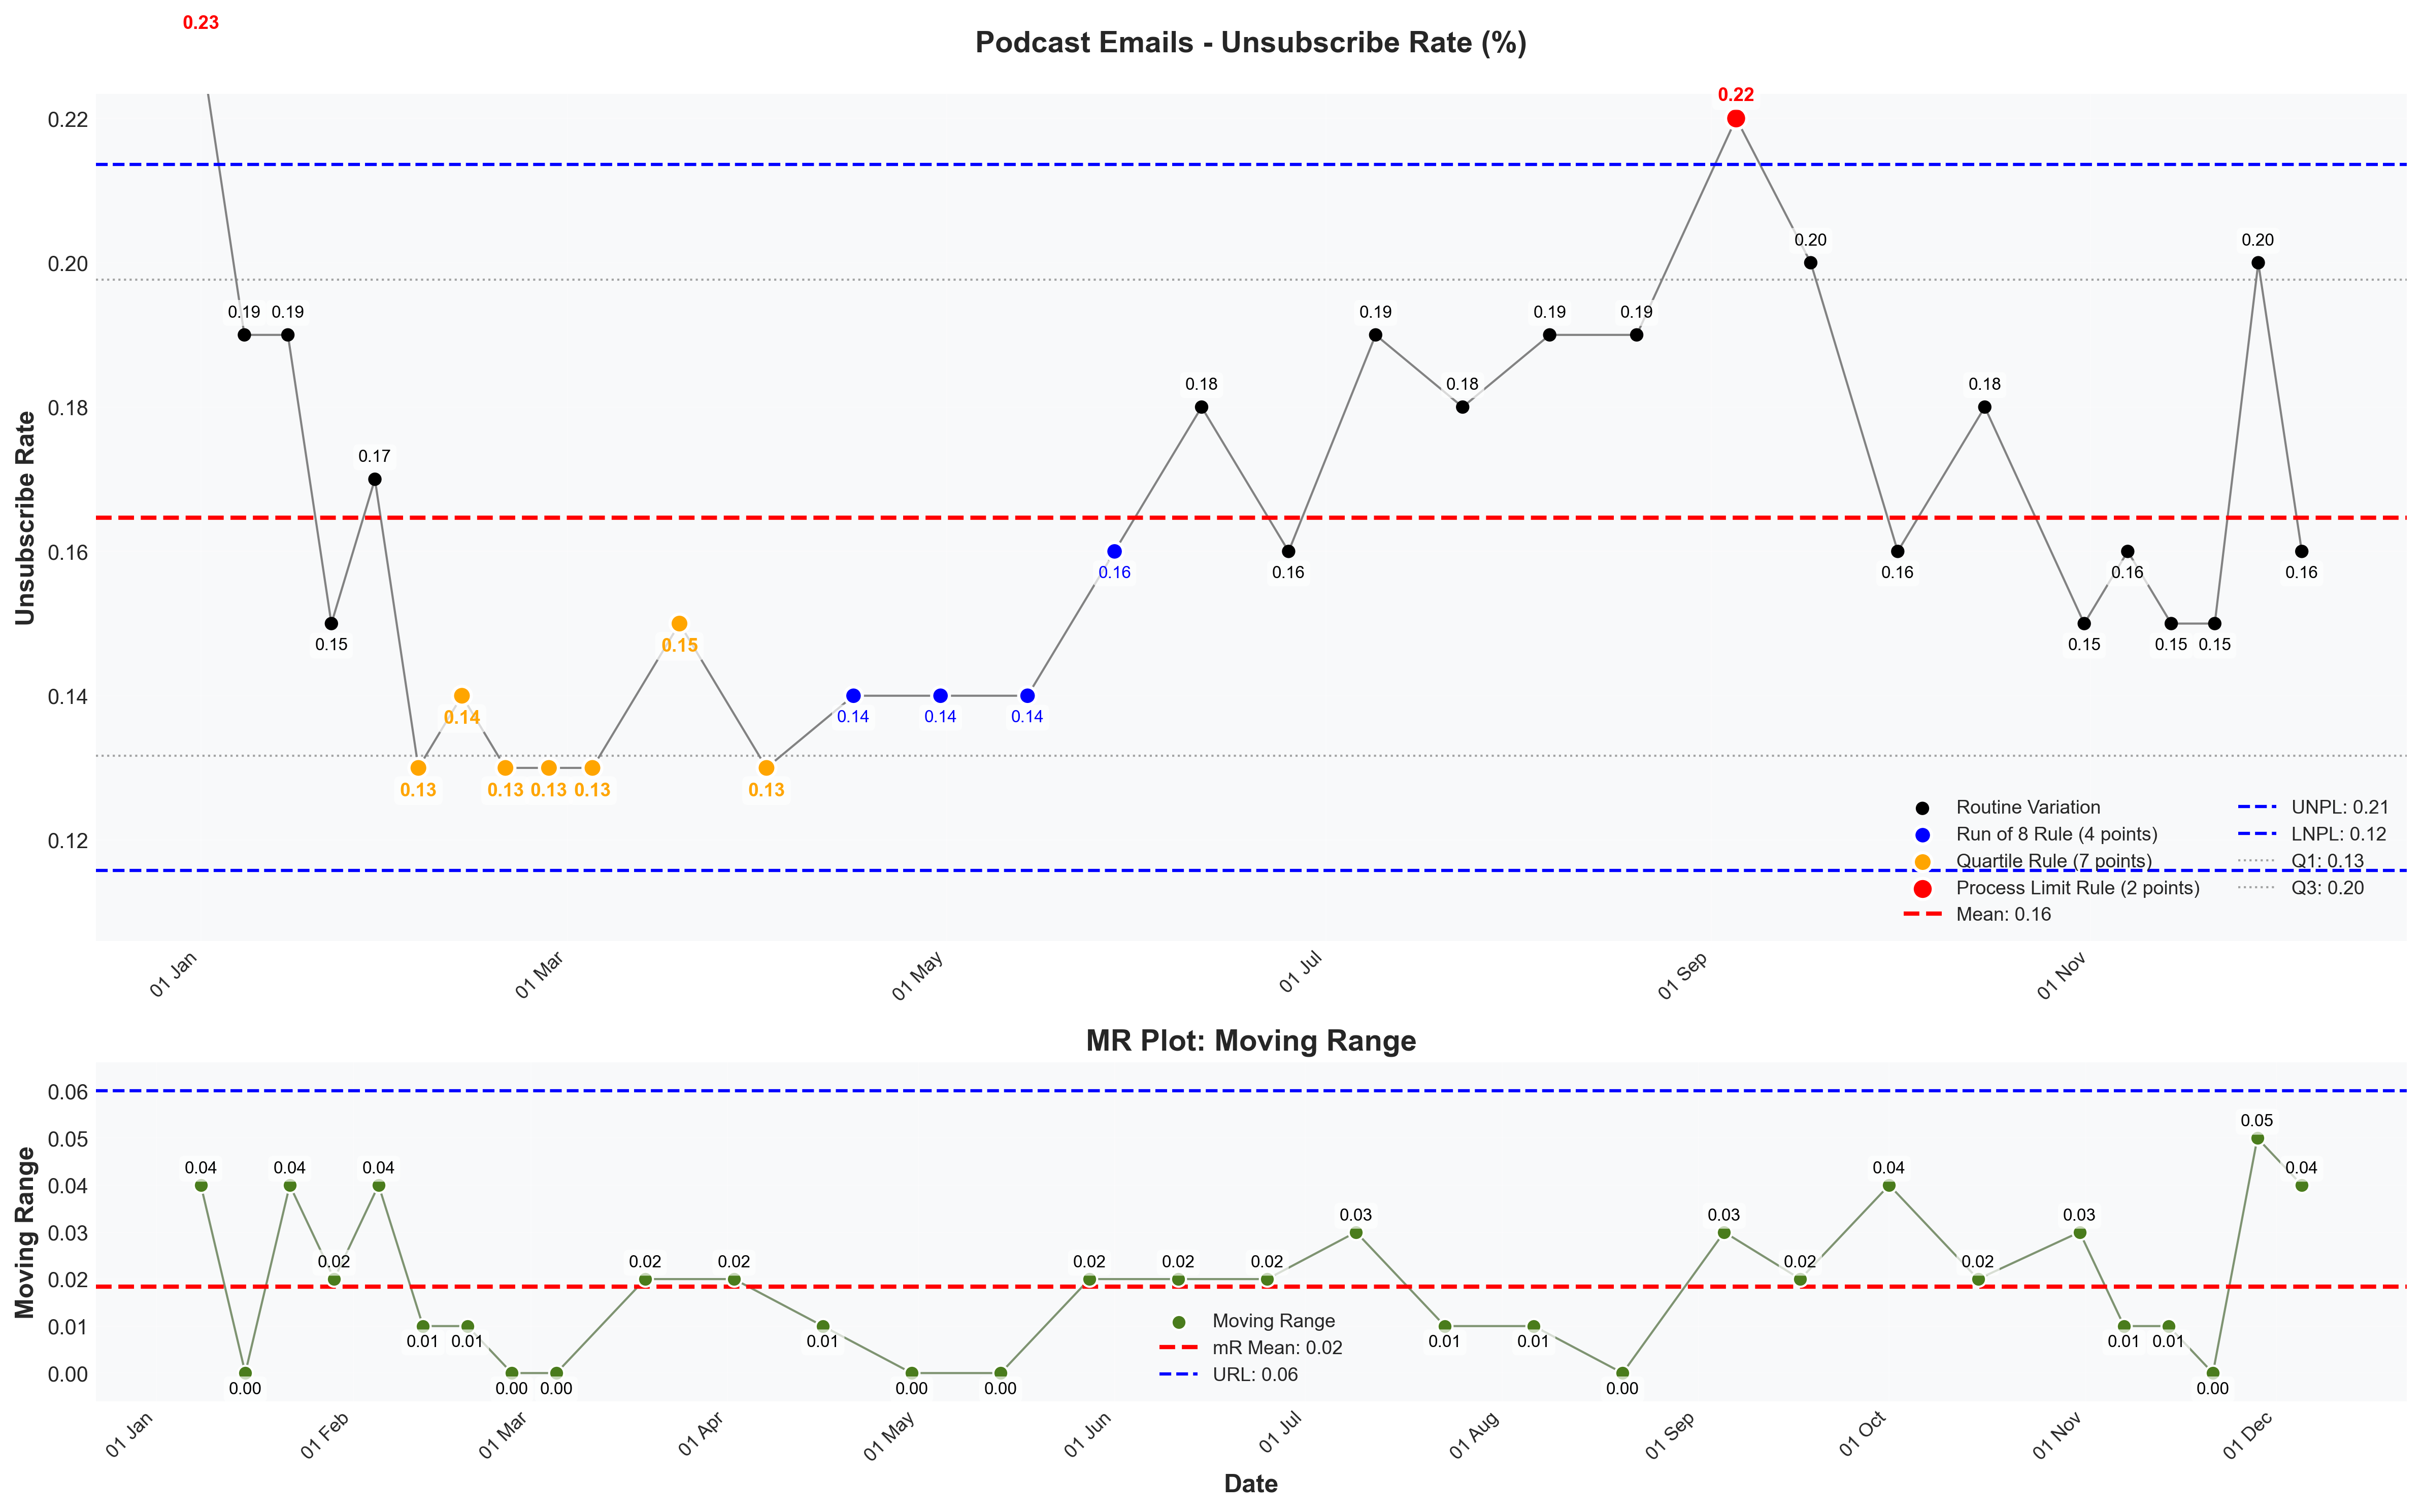 Podcast Emails - Unsubscribe Rate (%)
0.23
Unsubscribe Rate
0.22
0.20
0.18
0.16
0.14
0.12
0.19
0.19
0.15
0.17
0.13
0.14
0.13
0.13
0.13
0.15
0.13
0.14
0.14
0.14
0.16
0.18
0.16
0.19
0.18
0.19
0.19
0.22
0.20
0.16
0.18
0.15
0.16
0.15
0.15
0.20
0.16
Routine Variation
Run of 8 Rule (4 points)
Quartile Rule (7 points)
Process Limit Rule (2 points)
Mean: 0.16
UNPL: 0.21
LNPL: 0.12
Q1: 0.13
Q3: 0.20
01 Jan
01 Mar
01 May
01 Jul
01 Sep
01 Nov
MR Plot: Moving Range
Moving Range
0.06
0.05
0.04
0.03
0.02
0.01
0.00
0.04
0.00
0.04
0.02
0.04
0.01
0.01
0.00
0.00
0.02
0.02
0.01
0.00
0.00
0.02
0.02
0.02
0.03
0.01
0.01
0.00
0.03
0.02
0.04
0.02
0.03
0.01
0.01
0.00
0.05
0.04
Moving Range
mR Mean: 0.02
URL: 0.06
01 Jan
01 Feb
01 Mar
01 Apr
01 May
01 Jun
01 Jul
01 Aug
01 Sep
01 Oct
01 Nov
01 Dec
Date